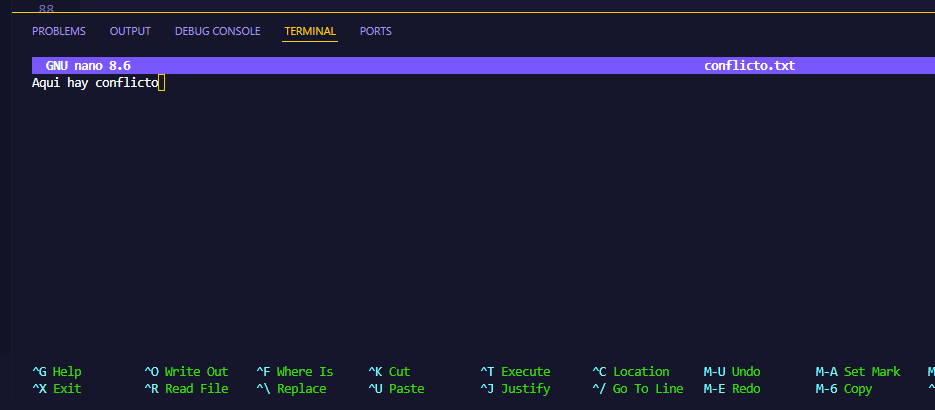 88
PROBLEMS OUTPUT DEBUG CONSOLE TERMINAL PORTS
GNU nano 8.6 conflicto.txt
Aqui hay conflicto
^G Help ^O Write Out ^F Where Is ^K Cut ^T Execute ^C Location M-U Undo M-A Set Mark M
^X Exit ^R Read File ^\ Replace ^U Paste ^J Justify ^/ Go To Line M-E Redo M-6 Copy ^